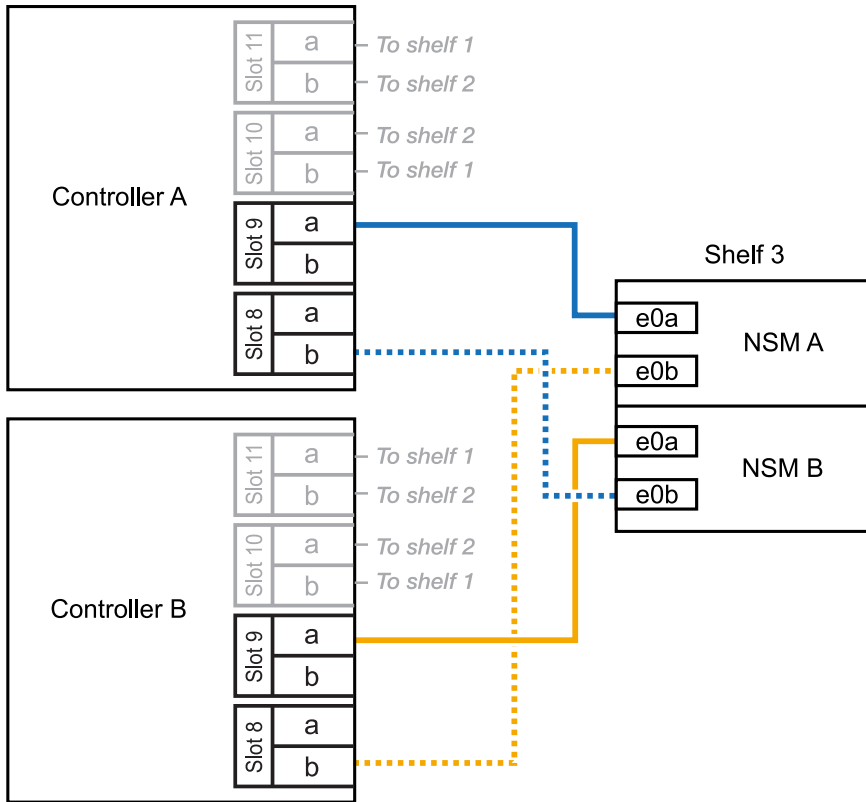 Controller A
Slot 11
a
To shelf 1
b
To shelf 2
Slot 10
a
To shelf 2
b
To shelf 1
Slot 9
a
b
Slot 8
a
b
Shelf 3
e0a
NSM A
e0b
e0a
NSM B
e0b
Controller B
Slot 11
a
To shelf 1
b
To shelf 2
Slot 10
a
To shelf 2
b
To shelf 1
Slot 9
a
b
Slot 8
a
b